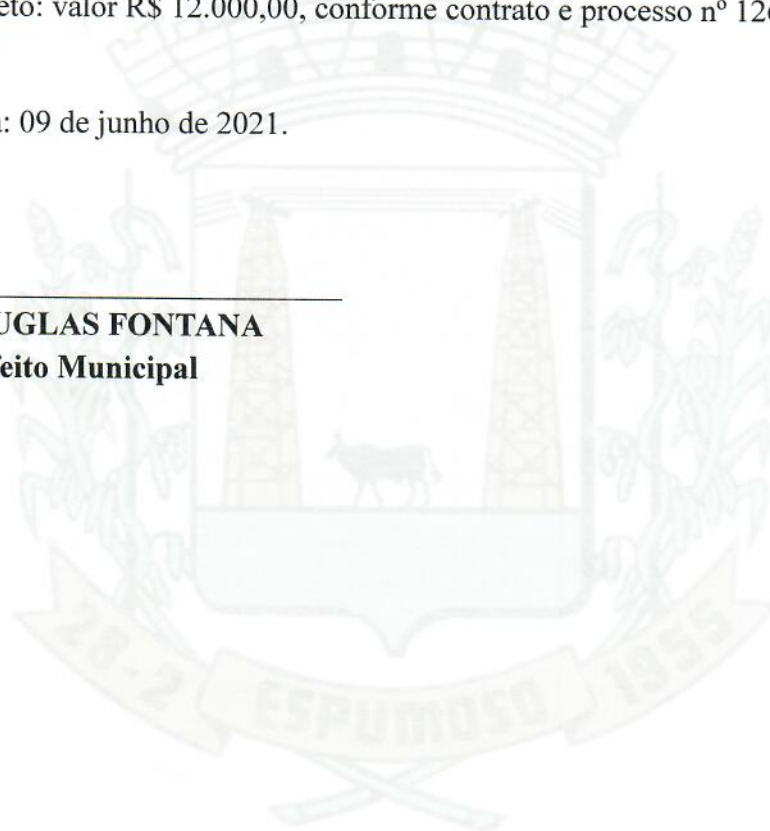 eto: valor R$ 12.000,00, conforme contrato e processo nº 12
: 09 de junho de 2021.
UGLAS FONTANA
eito Municipal
28-2 ESPUMOSO 1955